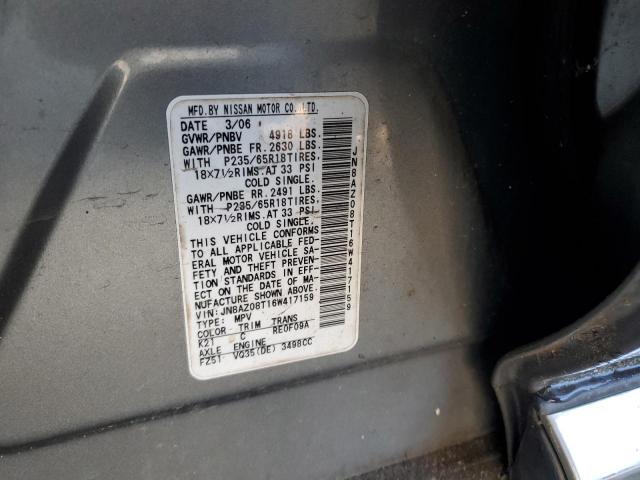 MFD.BY NISSAN MOTOR CO.,LTD.
DATE 3/06
GVWR/PNBV 4918 LBS.
GAWR/PNBE FR. 2630 LBS.
WITH P235/65R18TIRES.
18X7½RIMS.AT 33 PSI
COLD SINGLE.
GAWR/PNBE RR. 2491 LBS.
WITH P235/65R18TIRES.
18X7½RIMS.AT 33 PSI
COLD SINGLE.
THIS VEHICLE CONFORMS
TO ALL APPLICABLE FED-
ERAL MOTOR VEHICLE SA-
FETY AND THEFT PREVEN-
TION STANDARDS IN EFF-
ECT ON THE DATE OF MA-
NUFACTURE SHOWN ABOVE.
VIN: JN8AZ08T16W417159
TYPE: MPV
COLOR TRIM TRANS
K21 C RE0F09A
AXLE ENGINE
FZ51 VQ35(DE) 3498CC
JN8AZ08T16W417159